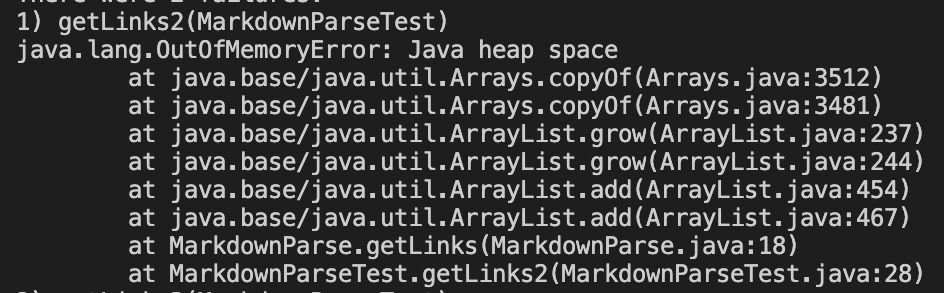 There were 2 failures:
1) getLinks2(MarkdownParseTest)
java.lang.OutOfMemoryError: Java heap space
at java.base/java.util.Arrays.copyOf(Arrays.java:3512)
at java.base/java.util.Arrays.copyOf(Arrays.java:3481)
at java.base/java.util.ArrayList.grow(ArrayList.java:237)
at java.base/java.util.ArrayList.grow(ArrayList.java:244)
at java.base/java.util.ArrayList.add(ArrayList.java:454)
at java.base/java.util.ArrayList.add(ArrayList.java:467)
at MarkdownParse.getLinks(MarkdownParse.java:18)
at MarkdownParseTest.getLinks2(MarkdownParseTest.java:28)